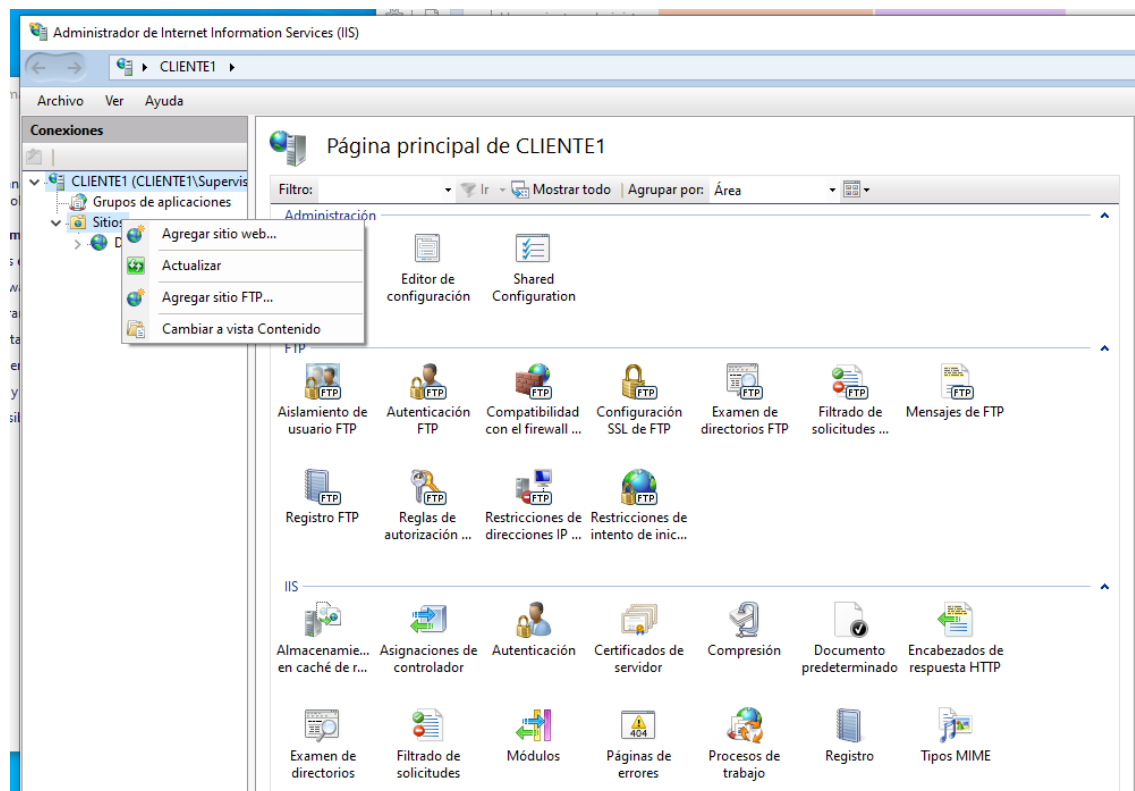 Administrador de Internet Information Services (IIS)
CLIENTE1
Archivo Ver Ayuda
Conexiones
CLIENTE1 (CLIENTE1\Supervis
Grupos de aplicaciones
Sitios
D
Agregar sitio web...
Actualizar
Agregar sitio FTP...
Cambiar a vista Contenido
Página principal de CLIENTE1
Filtro: Ir Mostrar todo Agrupar por: Área
Administración
Editor de configuración
Shared Configuration
FTP
Aislamiento de usuario FTP
Autenticación FTP
Compatibilidad con el firewall ...
Configuración SSL de FTP
Examen de directorios FTP
Filtrado de solicitudes ...
Mensajes de FTP
Registro FTP
Reglas de autorización ...
Restricciones de direcciones IP ...
Restricciones de intento de inic...
IIS
Almacenamie... en caché de r...
Asignaciones de controlador
Autenticación
Certificados de servidor
Compresión
Documento predeterminado
Encabezados de respuesta HTTP
Examen de directorios
Filtrado de solicitudes
Módulos
404
Páginas de errores
Procesos de trabajo
Registro
Tipos MIME